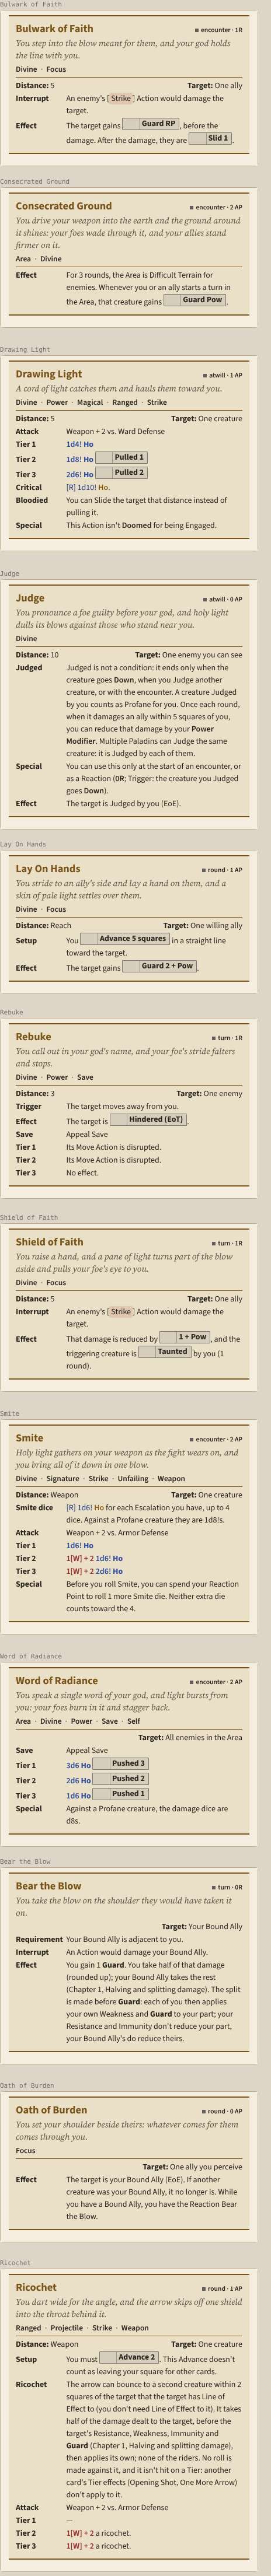 Bulwark of Faith
Bulwark of Faith
■ encounter · 1R
You step into the blow meant for them, and your god holds
the line with you.
Divine · Focus
Distance: 5 Target: One ally
Interrupt An enemy's [Strike] Action would damage the
target.
Effect The target gains Guard RP, before the
damage. After the damage, they are Slid 1.
Consecrated Ground
Consecrated Ground
■ encounter · 2 AP
You drive your weapon into the earth and the ground around
it shines: your foes wade through it, and your allies stand
firmer on it.
Area · Divine
Effect For 3 rounds, the Area is Difficult Terrain for
enemies. Whenever you or an ally starts a turn in
the Area, that creature gains Guard Pow.
Drawing Light
Drawing Light
■ atwill · 1 AP
A cord of light catches them and hauls them toward you.
Divine · Power · Magical · Ranged · Strike
Distance: 5 Target: One creature
Attack Weapon + 2 vs. Ward Defense
Tier 1 1d4! Ho
Tier 2 1d8! Ho Pulled 1
Tier 3 2d6! Ho Pulled 2
Critical [R] 1d10! Ho.
Bloodied You can Slide the target that distance instead of
pulling it.
Special This Action isn't Doomed for being Engaged.
Judge
Judge
■ atwill · 0 AP
You pronounce a foe guilty before your god, and holy light
dulls its blows against those who stand near you.
Divine
Distance: 10 Target: One enemy you can see
Judged Judged is not a condition: it ends only when the
creature goes Down, when you Judge another
creature, or with the encounter. A creature Judged
by you counts as Profane for you. Once each round,
when it damages an ally within 5 squares of you,
you can reduce that damage by your Power
Modifier. Multiple Paladins can Judge the same
creature: it is Judged by each of them.
Special You can use this only at the start of an encounter, or
as a Reaction (0R; Trigger: the creature you Judged
goes Down).
Effect The target is Judged by you (EoE).
Lay On Hands
Lay On Hands
■ round · 1 AP
You stride to an ally's side and lay a hand on them, and a
skin of pale light settles over them.
Divine · Focus
Distance: Reach Target: One willing ally
Setup You Advance 5 squares in a straight line
toward the target.
Effect The target gains Guard 2 + Pow.
Rebuke
Rebuke
■ turn · 1R
You call out in your god's name, and your foe's stride falters
and stops.
Divine · Power · Save
Distance: 3 Target: One enemy
Trigger The target moves away from you.
Effect The target is Hindered (EoT).
Save Appeal Save
Tier 1 Its Move Action is disrupted.
Tier 2 Its Move Action is disrupted.
Tier 3 No effect.
Shield of Faith
Shield of Faith
■ turn · 1R
You raise a hand, and a pane of light turns part of the blow
aside and pulls your foe's eye to you.
Divine · Focus
Distance: 5 Target: One ally
Interrupt An enemy's [Strike] Action would damage the
target.
Effect That damage is reduced by 1 + Pow, and the
triggering creature is Taunted by you (1
round).
Smite
Smite
■ encounter · 2 AP
Holy light gathers on your weapon as the fight wears on, and
you bring all of it down in one blow.
Divine · Signature · Strike · Unfailing · Weapon
Distance: Weapon Target: One creature
Smite dice [R] 1d6! Ho for each Escalation you have, up to 4
dice. Against a Profane creature they are 1d8!s.
Attack Weapon + 2 vs. Armor Defense
Tier 1 1d6! Ho
Tier 2 1[W] + 2 1d6! Ho
Tier 3 1[W] + 2 2d6! Ho
Special Before you roll Smite, you can spend your Reaction
Point to roll 1 more Smite die. Neither extra die
counts toward the 4.
Word of Radiance
Word of Radiance
■ encounter · 2 AP
You speak a single word of your god, and light bursts from
you: your foes burn in it and stagger back.
Area · Divine · Power · Save · Self
Target: All enemies in the Area
Save Appeal Save
Tier 1 3d6 Ho Pushed 3
Tier 2 2d6 Ho Pushed 2
Tier 3 1d6 Ho Pushed 1
Special Against a Profane creature, the damage dice are
d8s.
Bear the Blow
Bear the Blow
■ turn · 0R
You take the blow on the shoulder they would have taken it
on.
Target: Your Bound Ally
Requirement Your Bound Ally is adjacent to you.
Interrupt An Action would damage your Bound Ally.
Effect You gain 1 Guard. You take half of that damage
(rounded up); your Bound Ally takes the rest
(Chapter 1, Halving and splitting damage). The split
is made before Guard: each of you then applies
your own Weakness and Guard to your part; your
Resistance and Immunity don't reduce your part,
your Bound Ally's do reduce theirs.
Oath of Burden
Oath of Burden
■ round · 0 AP
You set your shoulder beside theirs: whatever comes for them
comes through you.
Focus
Target: One ally you perceive
Effect The target is your Bound Ally (EoE). If another
creature was your Bound Ally, it no longer is. While
you have a Bound Ally, you have the Reaction Bear
the Blow.
Ricochet
Ricochet
■ round · 1 AP
You dart wide for the angle, and the arrow skips off one shield
into the throat behind it.
Ranged · Projectile · Strike · Weapon
Distance: Weapon Target: One creature
Setup You must Advance 2. This Advance doesn't
count as leaving your square for other cards.
Ricochet The arrow can bounce to a second creature within 2
squares of the target that the target has Line of
Effect to (you don't need Line of Effect to it). It takes
half of the damage dealt to the target, before the
target's Resistance, Weakness, Immunity and
Guard (Chapter 1, Halving and splitting damage),
then applies its own; none of the riders. No roll is
made against it, and it isn't hit on a Tier: another
card's Tier effects (Opening Shot, One More Arrow)
don't apply to it.
Attack Weapon + 2 vs. Armor Defense
Tier 1 —
Tier 2 1[W] + 2 a ricochet.
Tier 3 1[W] + 2 a ricochet.